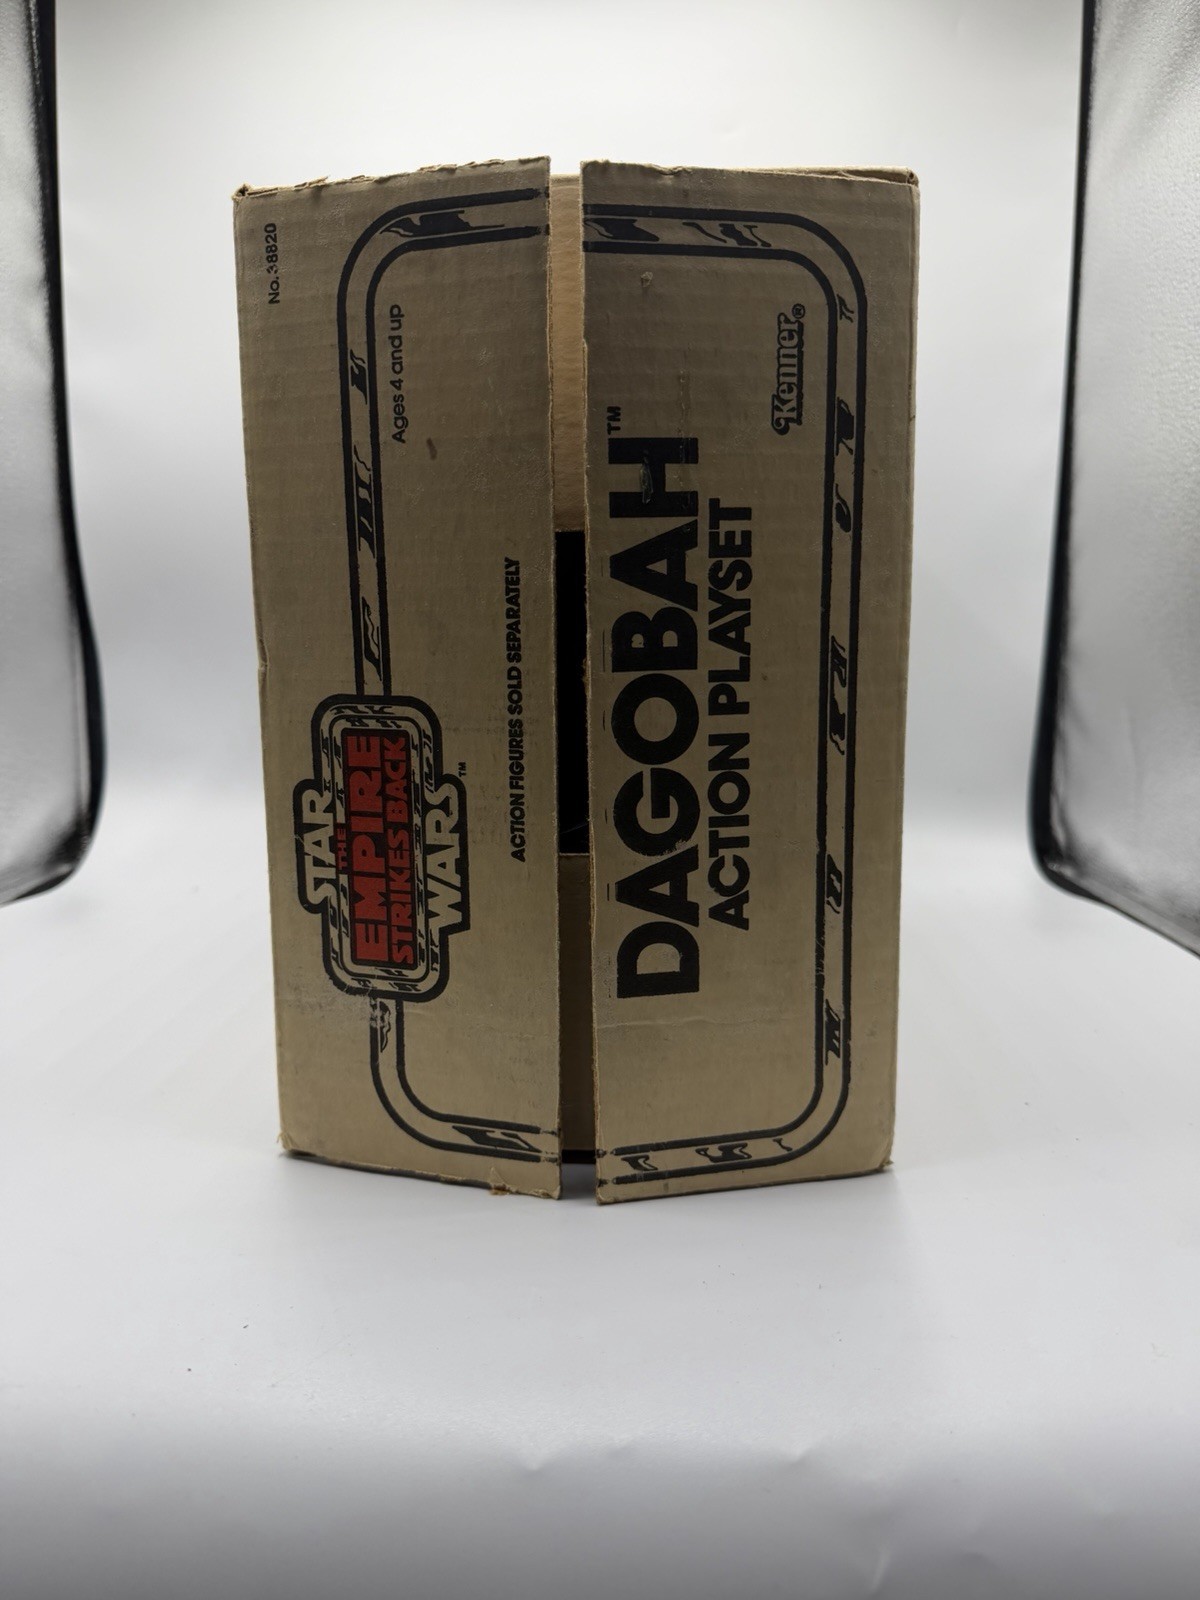 No. 38820
Ages 4 and up
STAR
THE
EMPIRE
STRIKES BACK
WARS™
ACTION FIGURES SOLD SEPARATELY
DAGOBAH™
ACTION PLAYSET
Kenner®